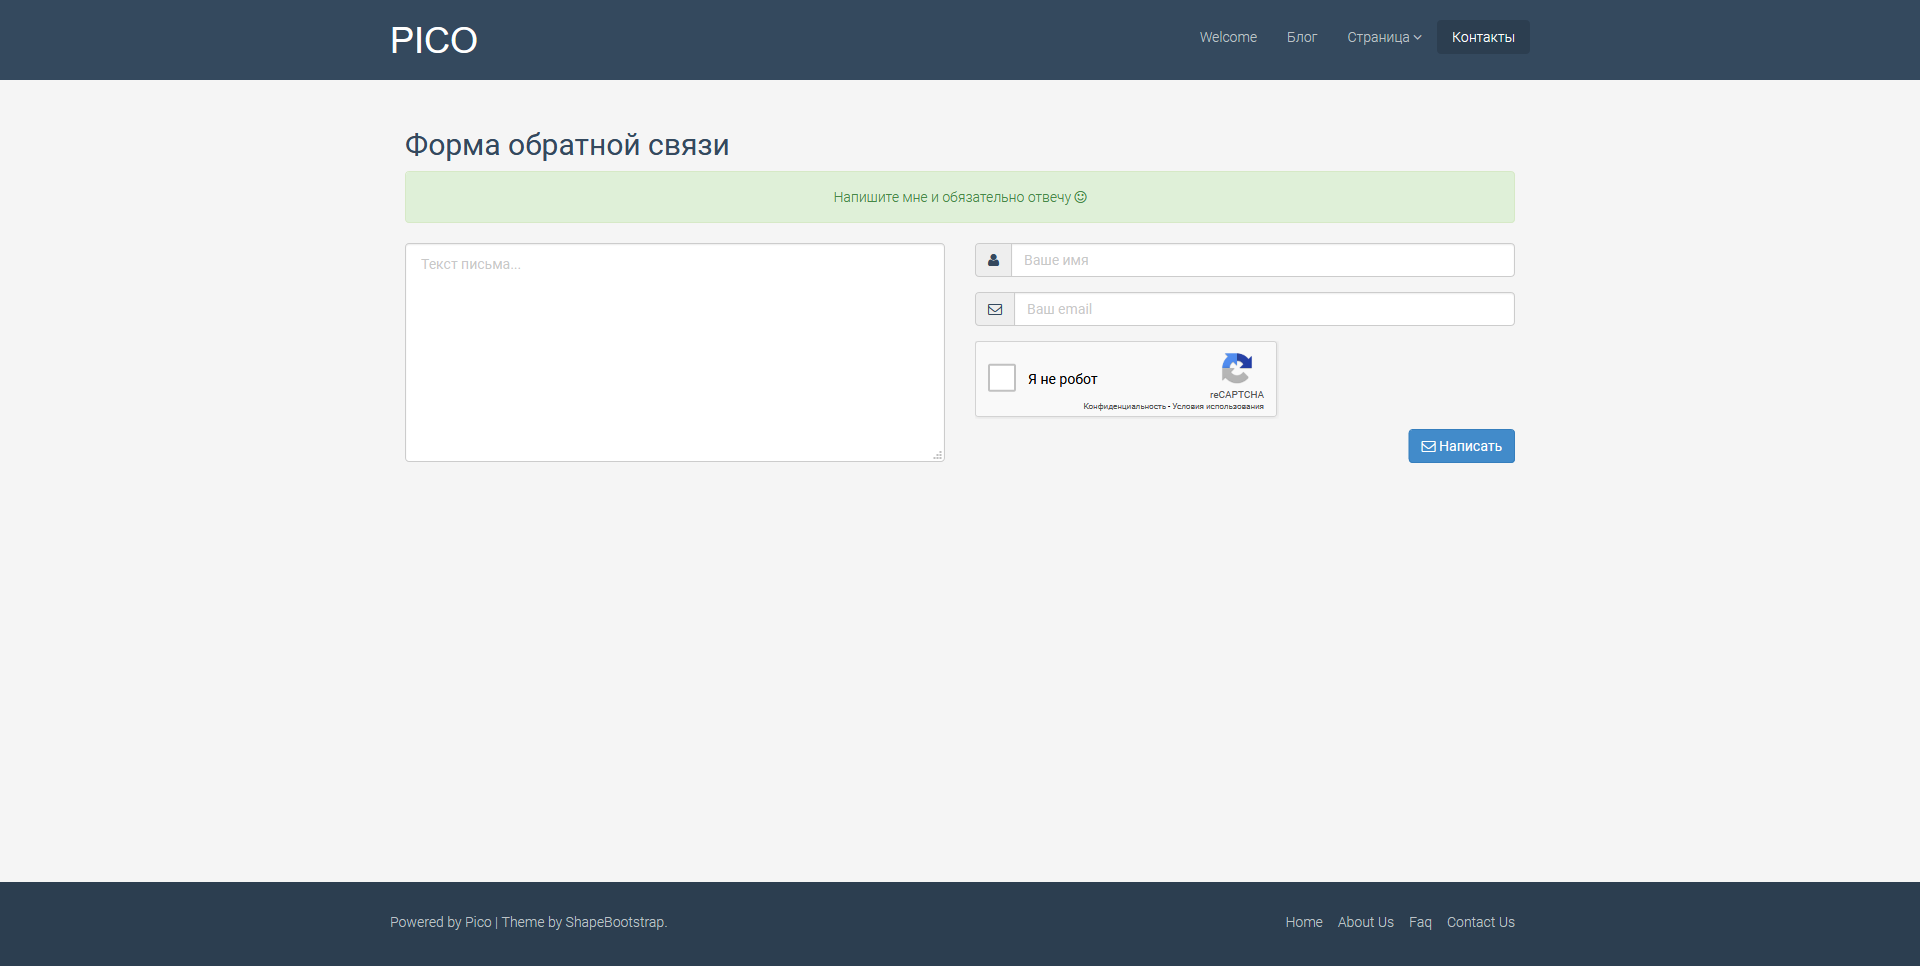 PICO
Welcome Блог Страница Контакты
Форма обратной связи
Напишите мне и обязательно отвечу
Текст письма...
Ваше имя
Ваш email
Я не робот
reCAPTCHA
Конфиденциальность - Условия использования
Написать
Powered by Pico | Theme by ShapeBootstrap.
Home About Us Faq Contact Us